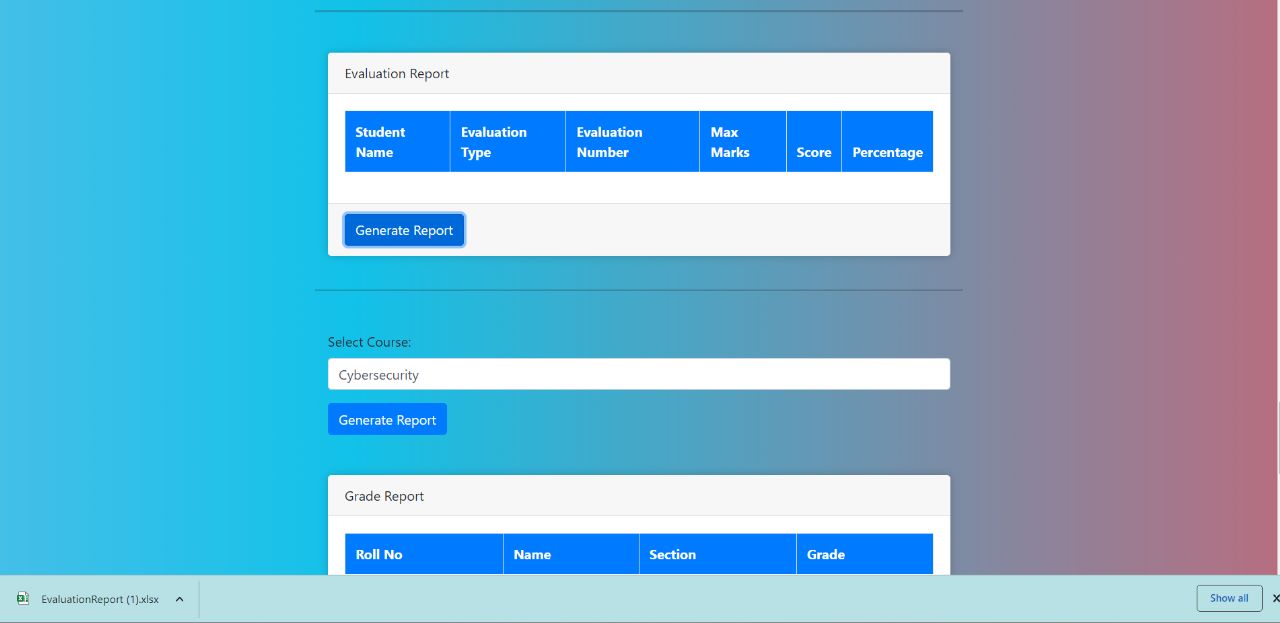 Evaluation Report
Student Name
Evaluation Type
Evaluation Number
Max Marks
Score
Percentage
Generate Report
Select Course:
Cybersecurity
Generate Report
Grade Report
Roll No
Name
Section
Grade
EvaluationReport (1).xlsx
Show all